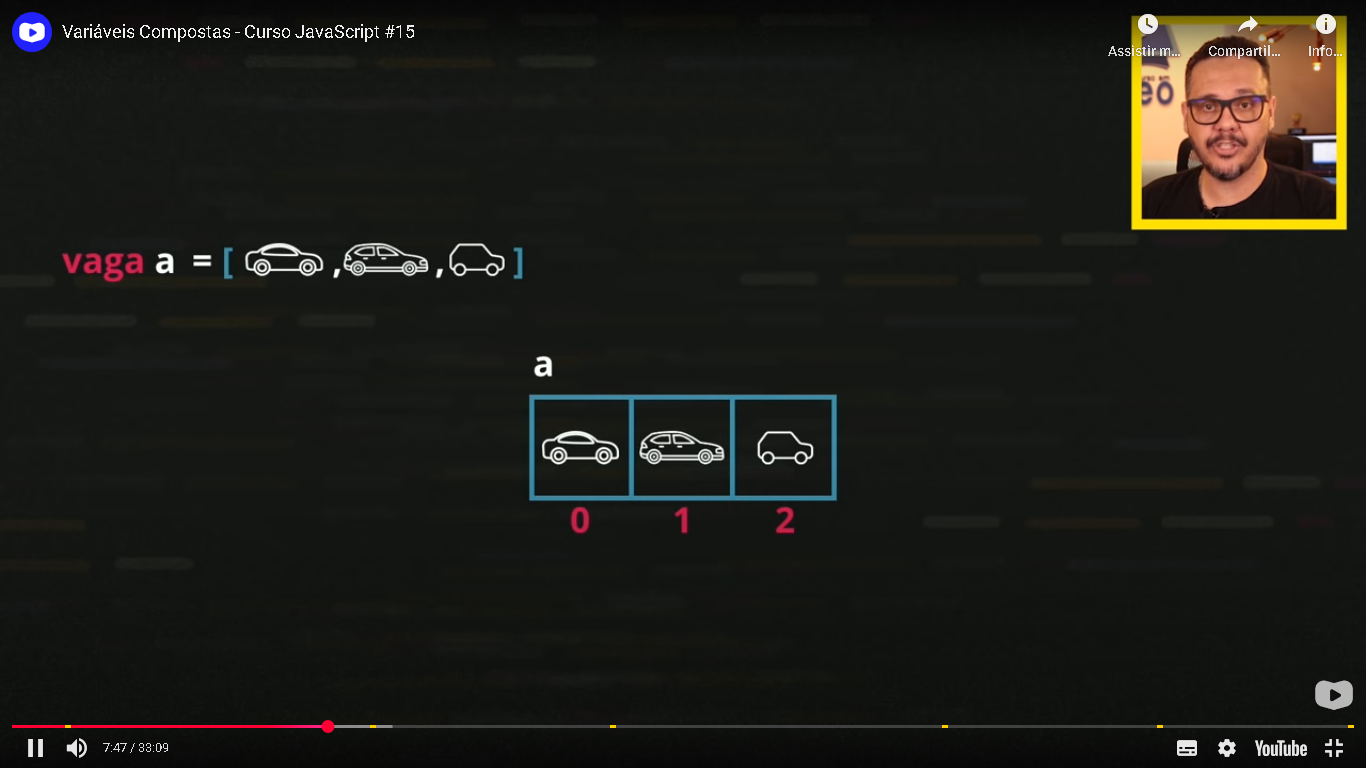 Variáveis Compostas - Curso JavaScript #15
Assistir m...
Compartil...
Info...
vaga a = [ , , ]
a
0 1 2
7:47 / 33:09
YouTube